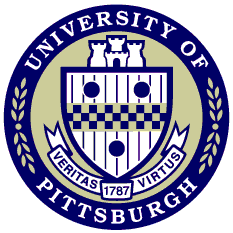 UNIVERSITY OF
VERITAS 1787 VIRTUS
PITTSBURGH